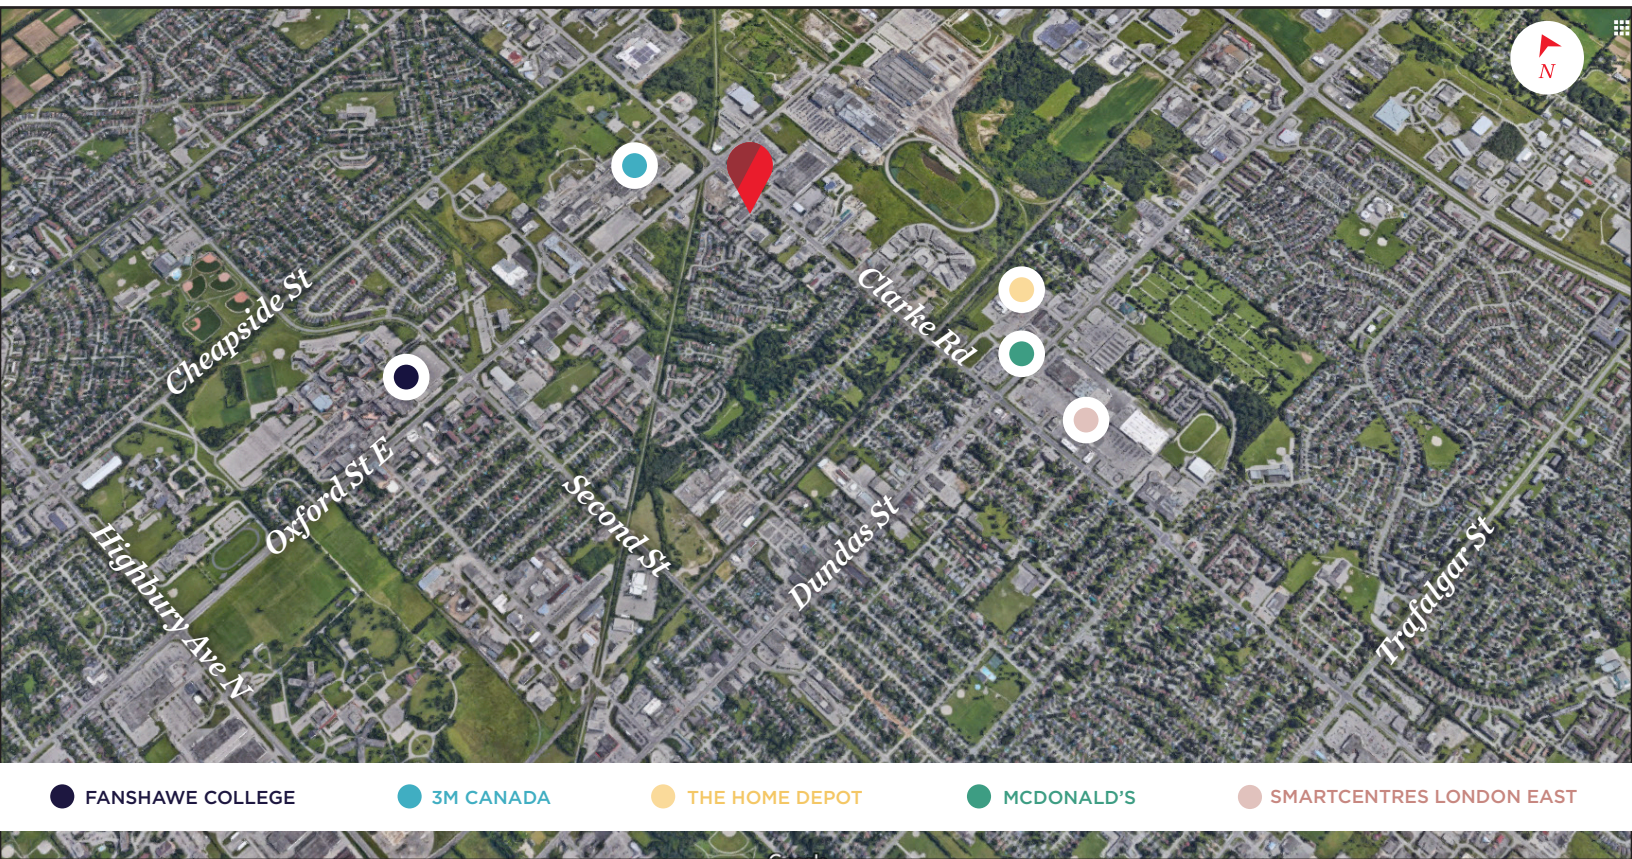 N
Cheapside St
Clarke Rd
Oxford St E
Second St
Dundas St
Highbury Ave N
Trafalgar St
FANSHAWE COLLEGE
3M CANADA
THE HOME DEPOT
MCDONALD'S
SMARTCENTRES LONDON EAST